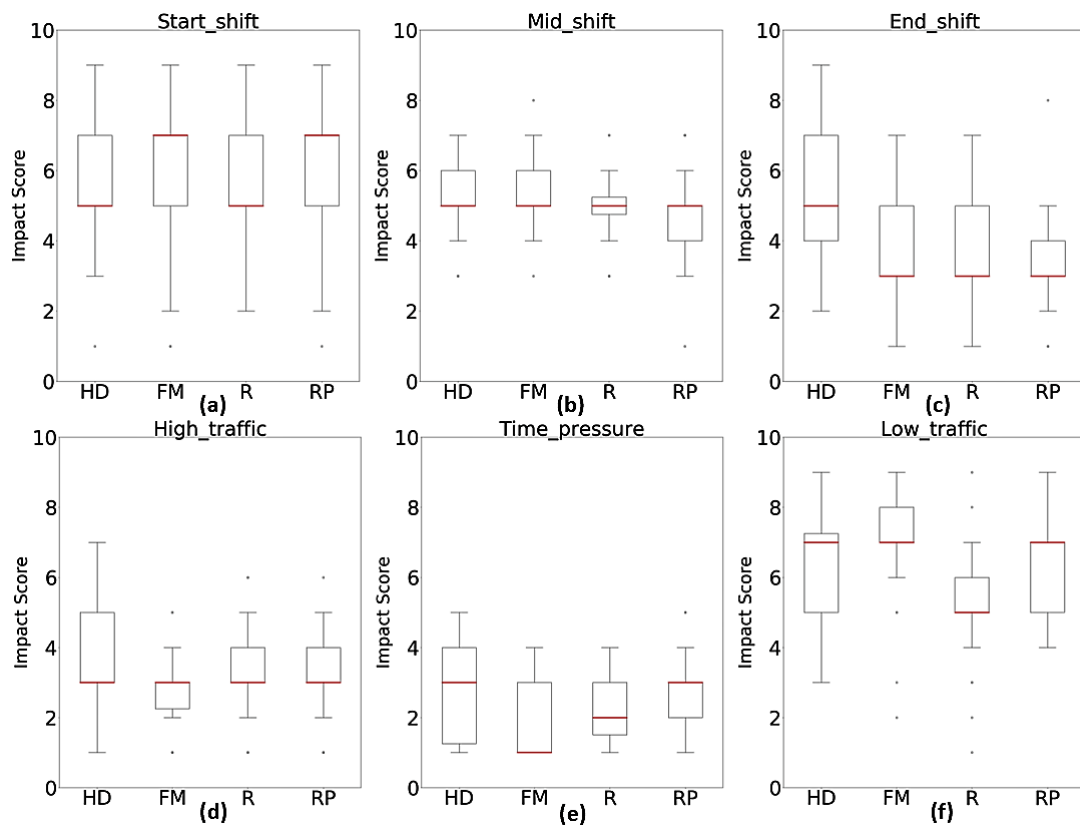 Start_shift
Mid_shift
End_shift
10
8
6
4
2
0
Impact Score
HD FM R RP
(a)
10
8
6
4
2
0
Impact Score
HD FM R RP
(b)
10
8
6
4
2
0
Impact Score
HD FM R RP
(c)
High_traffic
Time_pressure
Low_traffic
10
8
6
4
2
0
Impact Score
HD FM R RP
(d)
10
8
6
4
2
0
Impact Score
HD FM R RP
(e)
10
8
6
4
2
0
Impact Score
HD FM R RP
(f)